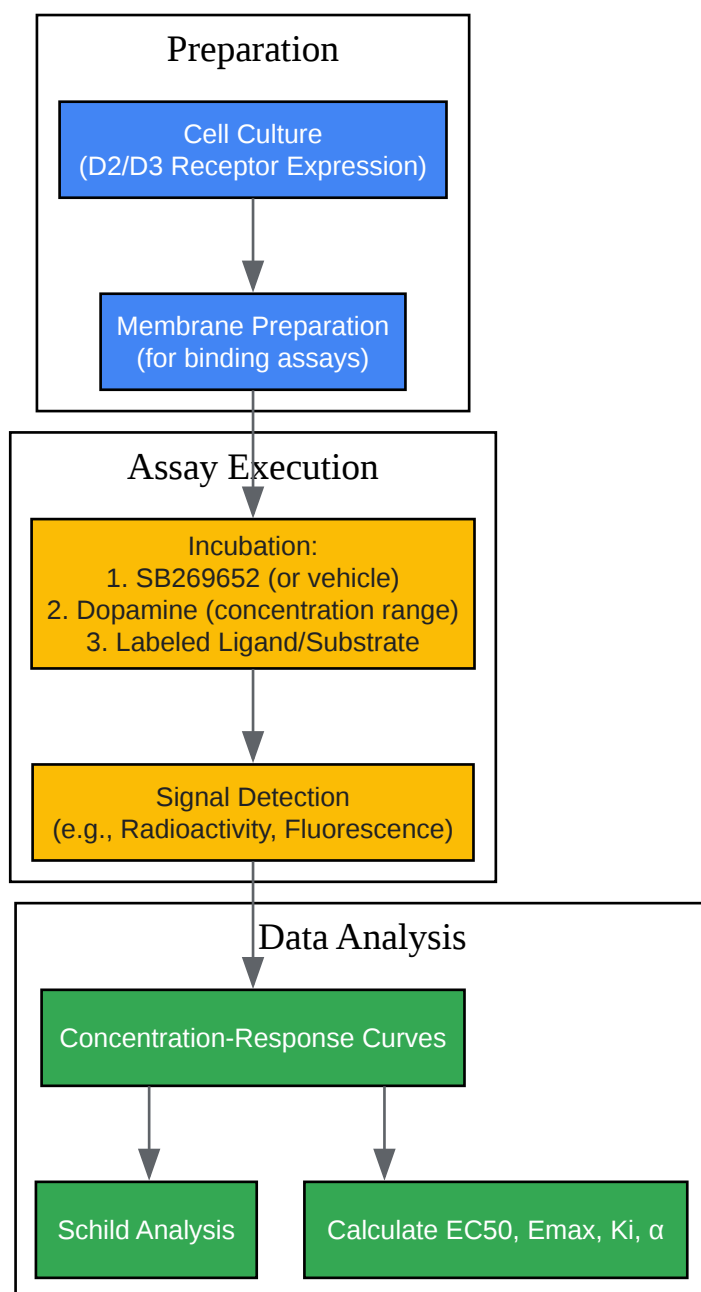 Preparation
Cell Culture
(D2/D3 Receptor Expression)
Membrane Preparation
(for binding assays)
Assay Execution
Incubation:
1. SB269652 (or vehicle)
2. Dopamine (concentration range)
3. Labeled Ligand/Substrate
Signal Detection
(e.g., Radioactivity, Fluorescence)
Data Analysis
Concentration-Response Curves
Schild Analysis
Calculate EC50, Emax, Ki, α